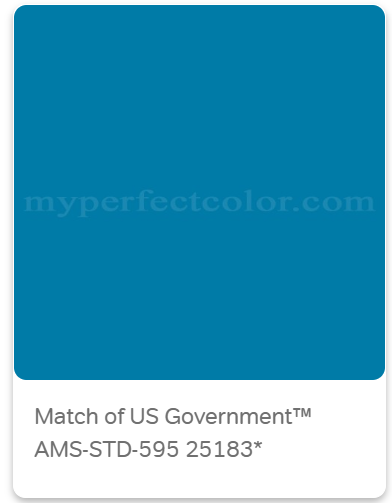 myperfectcolor.com
Match of US Government™
AMS-STD-595 25183*